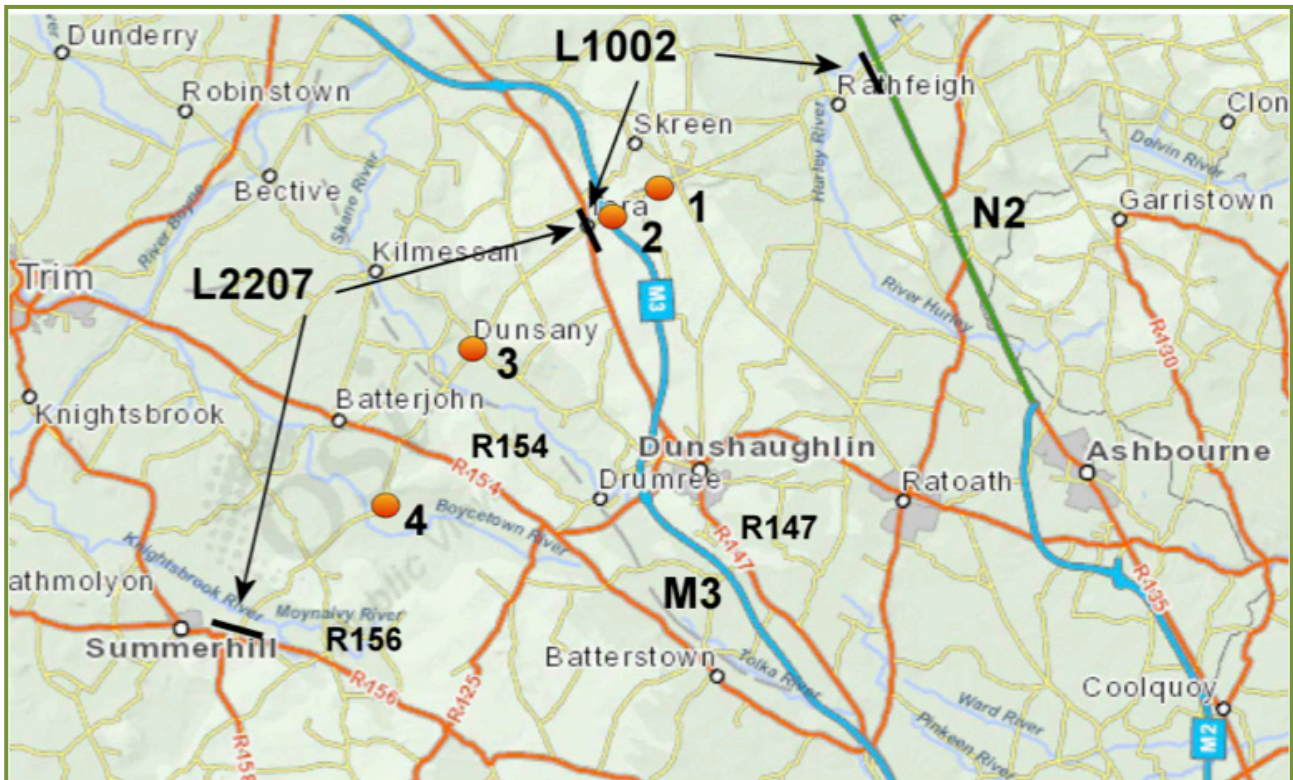 Dunderry
L1002
Robinstown
Rathfeigh
Clon
Skreen
Dolvin River
Bective
Skane River
Hurley River
1
Tara
2
N2
Garristown
River Boyne
Kilmessan
Trim
L2207
M3
River Hurley
Dunsany
3
R130
Knightsbrook
Batterjohn
R154
R154
Dunshaughlin
Ashbourne
Drumree
Ratoath
4
Boycetown River
R147
R147
Knightsbrook River
athmolyon
Moynalvy River
M3
R135
Summerhill
R156
R156
Batterstown
Tolka River
R125
Ward River
Coolquoy
Pinkeen River
R158
M2